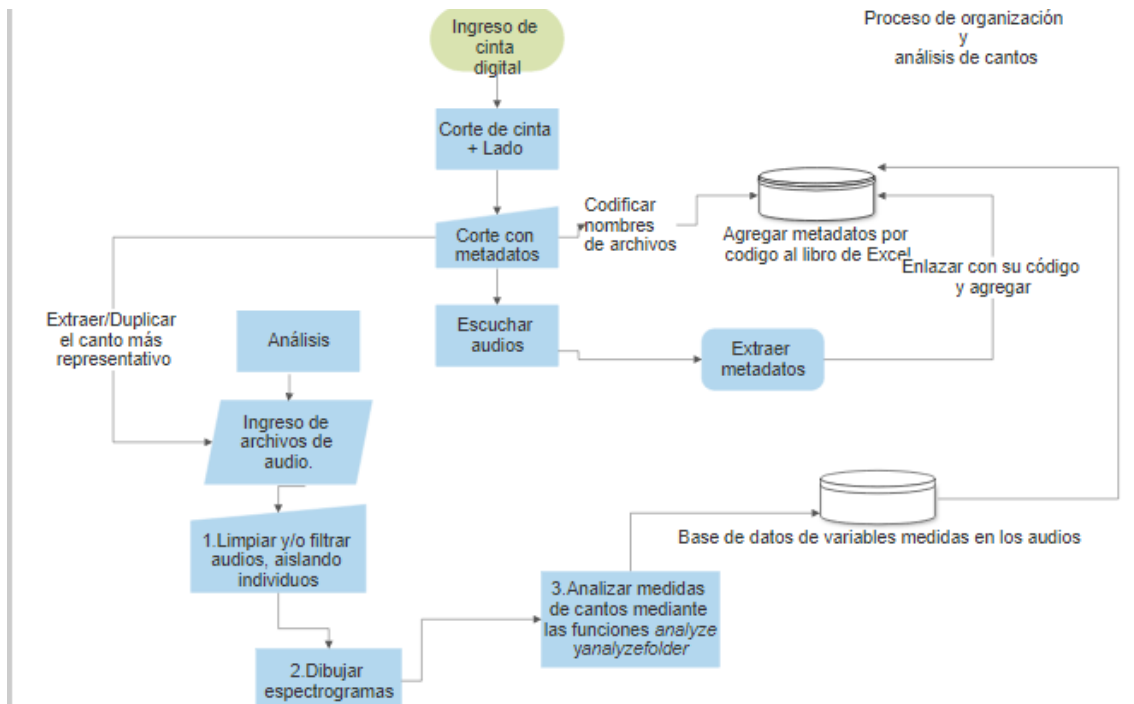 Proceso de organización
y
análisis de cantos
Ingreso de
cinta
digital
Corte de cinta
+ Lado
Corte con
metadatos
Codificar
nombres
de archivos
Agregar metadatos por
codigo al libro de Excel
Enlazar con su código
y agregar
Escuchar
audios
Extraer
metadatos
Extraer/Duplicar
el canto más
representativo
Análisis
Ingreso de
archivos de
audio.
1.Limpiar y/o filtrar
audios, aislando
individuos
2.Dibujar
espectrogramas
3.Analizar medidas
de cantos mediante
las funciones analyze
yanalyzefolder
Base de datos de variables medidas en los audios